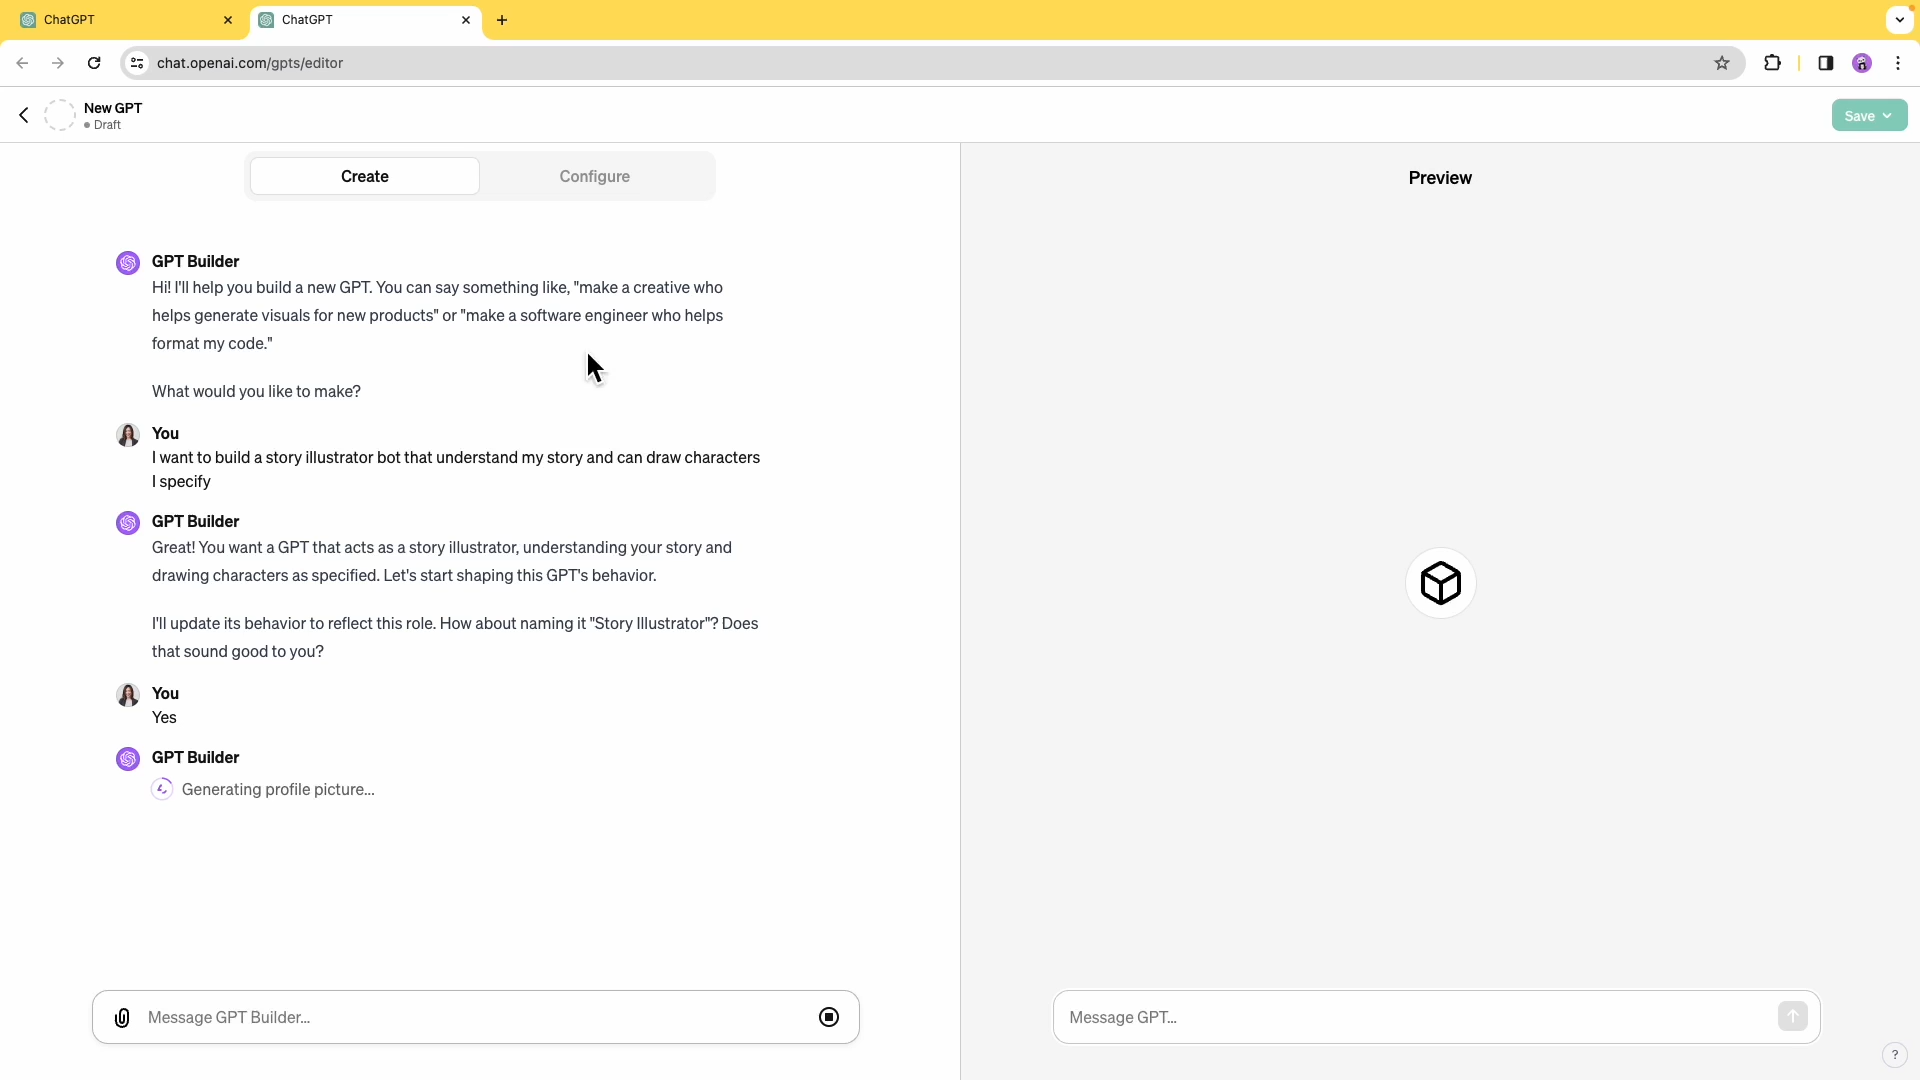 ChatGPT
ChatGPT
chat.openai.com/gpts/editor
New GPT
Draft
Save
Create
Configure
Preview
GPT Builder
Hi! I'll help you build a new GPT. You can say something like, "make a creative who
helps generate visuals for new products" or "make a software engineer who helps
format my code."
What would you like to make?
You
I want to build a story illustrator bot that understand my story and can draw characters
I specify
GPT Builder
Great! You want a GPT that acts as a story illustrator, understanding your story and
drawing characters as specified. Let's start shaping this GPT's behavior.
I'll update its behavior to reflect this role. How about naming it "Story Illustrator"? Does
that sound good to you?
You
Yes
GPT Builder
Generating profile picture...
Message GPT Builder...
Message GPT...
?